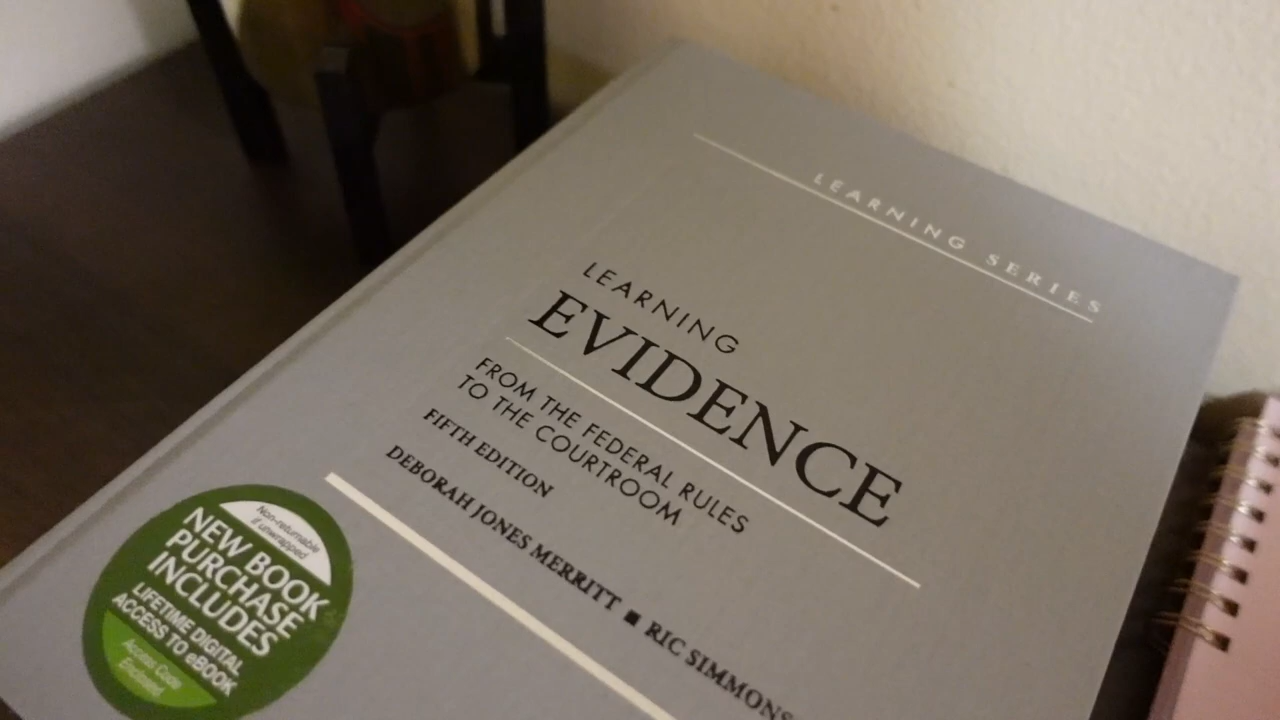 LEARNING SERIES
LEARNING
EVIDENCE
FROM THE FEDERAL RULES
TO THE COURTROOM
FIFTH EDITION
DEBORAH JONES MERRITT ■ RIC SIMMONS
Non-returnable
if unwrapped
NEW BOOK
PURCHASE
INCLUDES
LIFETIME DIGITAL
ACCESS TO eBOOK
Access Code
Enclosed